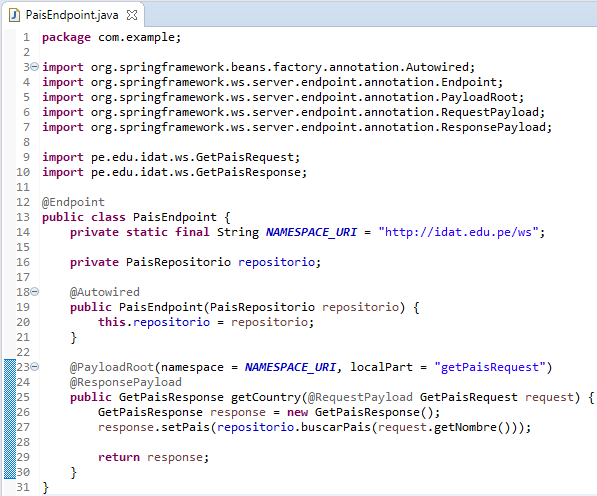 PaisEndpoint.java
1 package com.example;
2
3 import org.springframework.beans.factory.annotation.Autowired;
4 import org.springframework.ws.server.endpoint.annotation.Endpoint;
5 import org.springframework.ws.server.endpoint.annotation.PayloadRoot;
6 import org.springframework.ws.server.endpoint.annotation.RequestPayload;
7 import org.springframework.ws.server.endpoint.annotation.ResponsePayload;
8
9 import pe.edu.idat.ws.GetPaisRequest;
10 import pe.edu.idat.ws.GetPaisResponse;
11
12 @Endpoint
13 public class PaisEndpoint {
14     private static final String NAMESPACE_URI = "http://idat.edu.pe/ws";
15
16     private PaisRepositorio repositorio;
17
18     @Autowired
19     public PaisEndpoint(PaisRepositorio repositorio) {
20         this.repositorio = repositorio;
21     }
22
23     @PayloadRoot(namespace = NAMESPACE_URI, localPart = "getPaisRequest")
24     @ResponsePayload
25     public GetPaisResponse getCountry(@RequestPayload GetPaisRequest request) {
26         GetPaisResponse response = new GetPaisResponse();
27         response.setPais(repositorio.buscarPais(request.getNombre()));
28
29         return response;
30     }
31 }